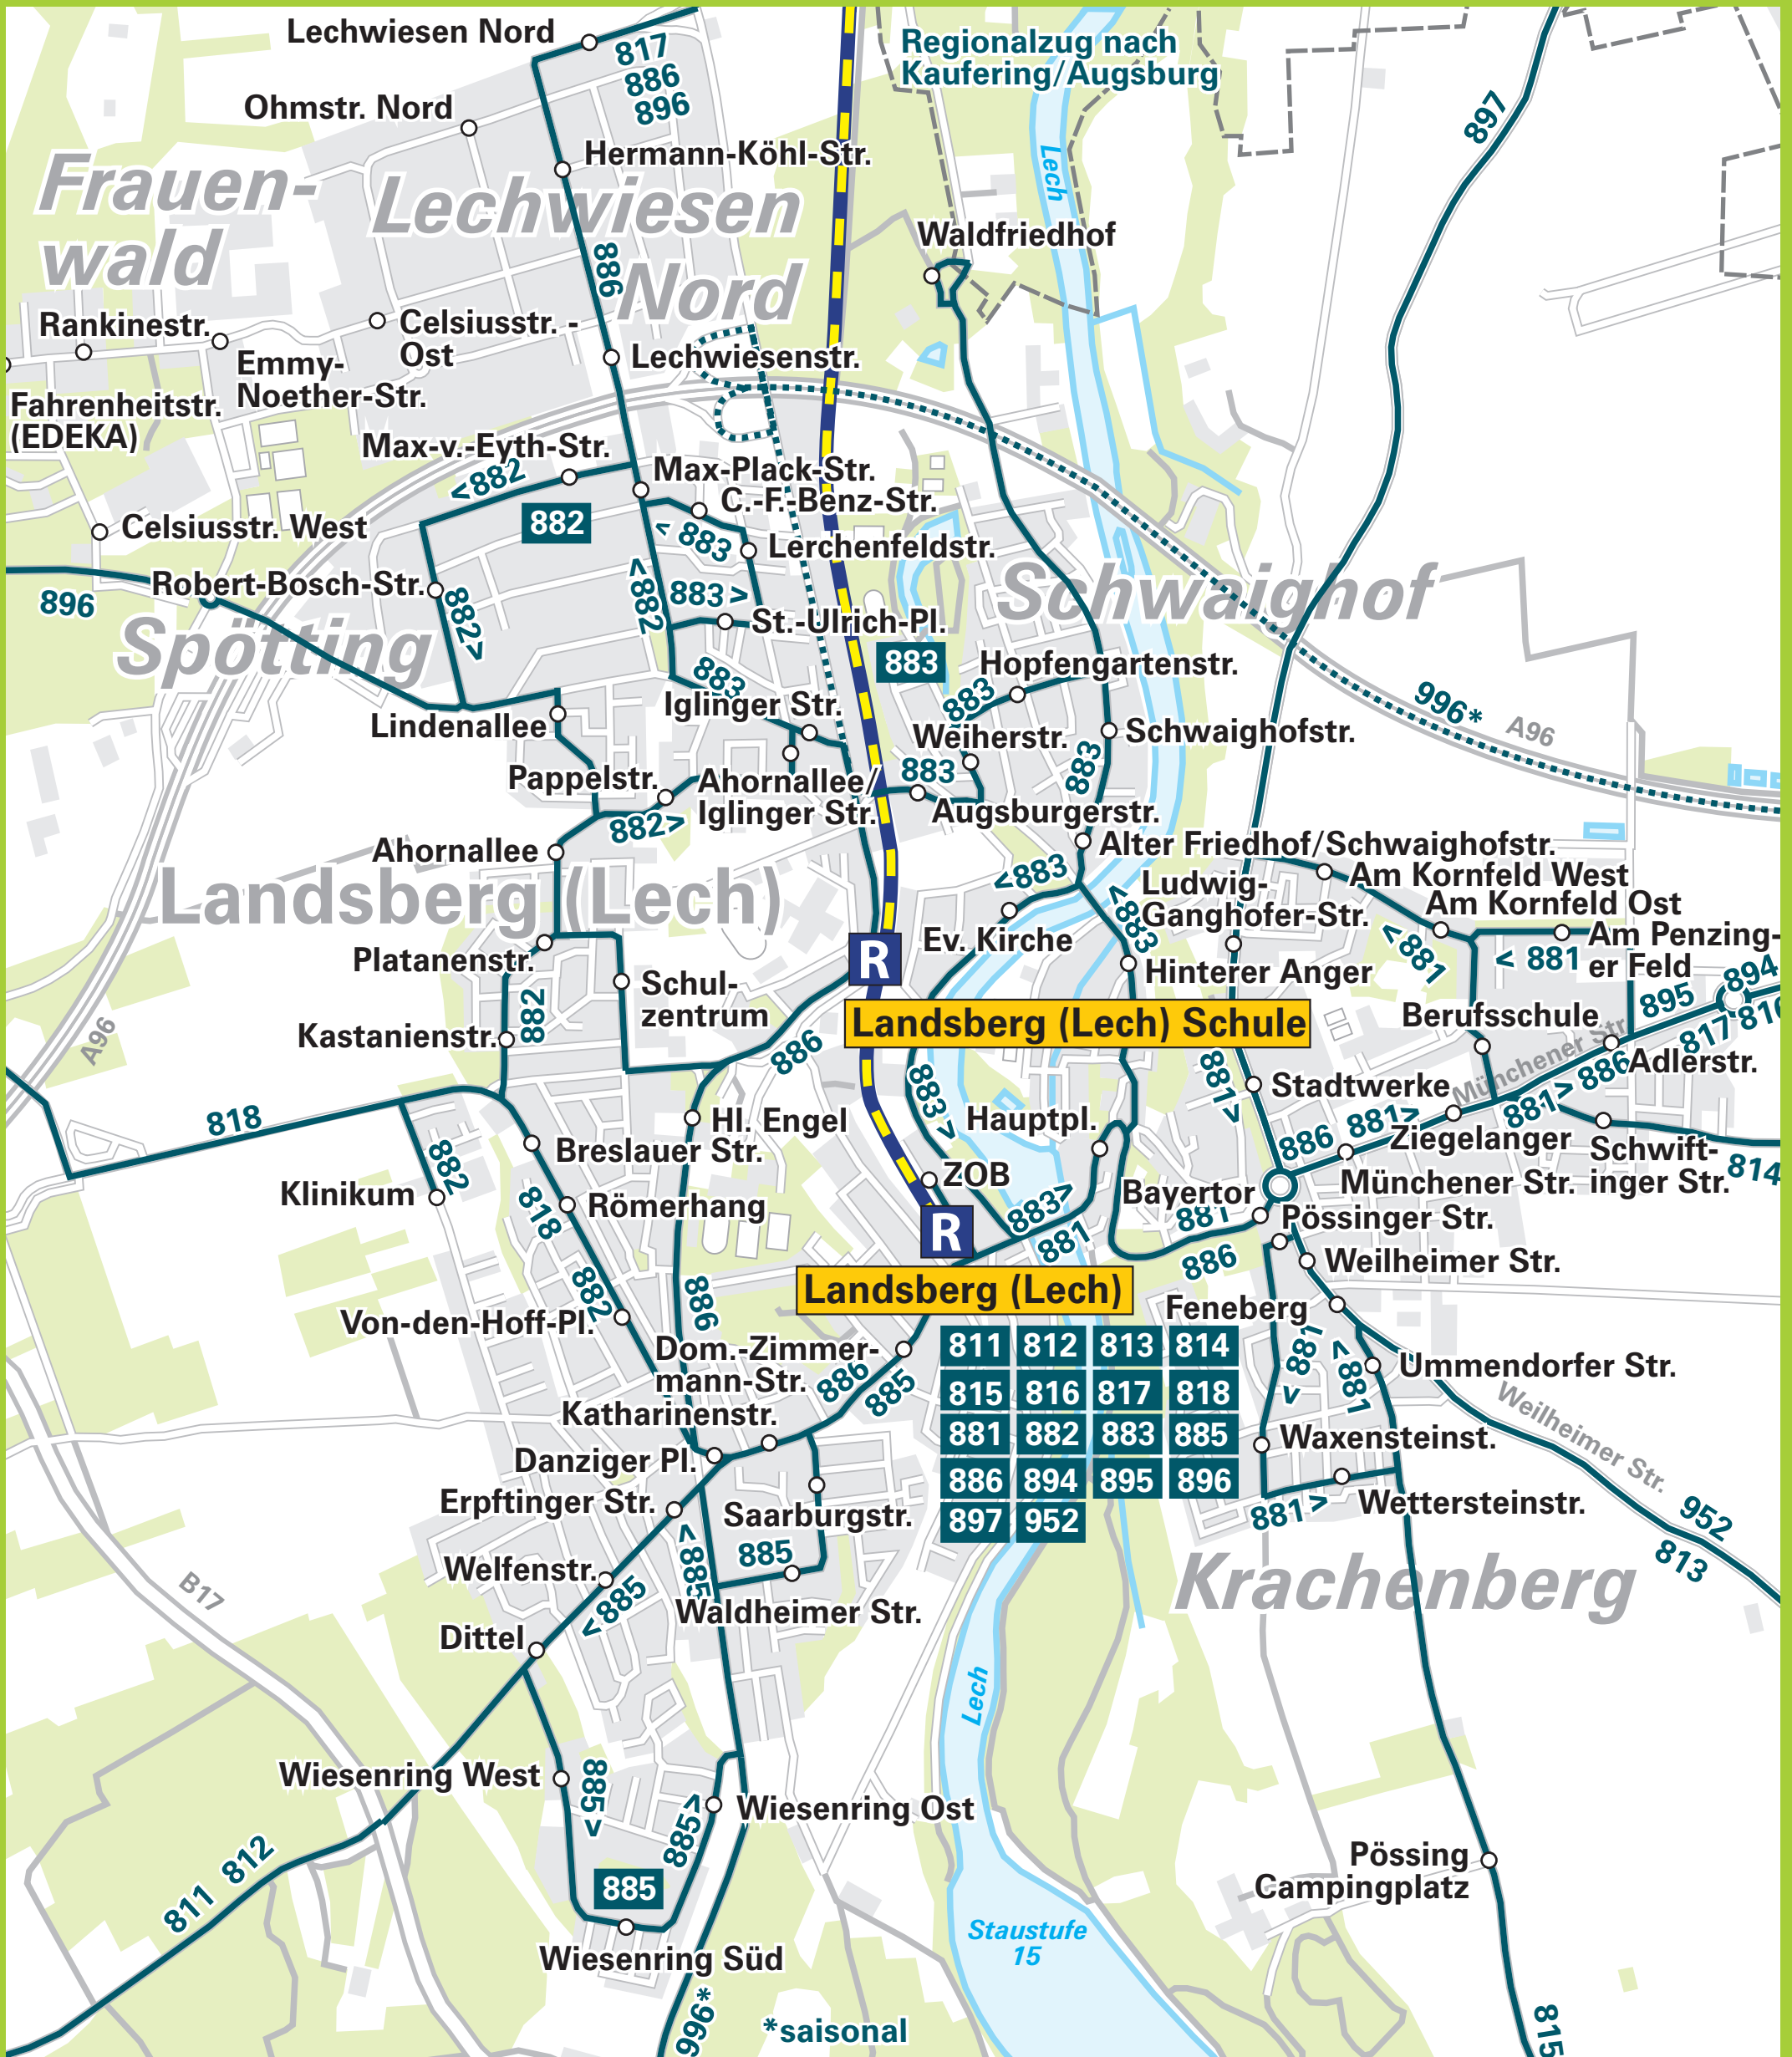 Lechwiesen Nord
817
886
896
Regionalzug nach
Kaufering/Augsburg
897
Ohmstr. Nord
Hermann-Köhl-Str.
Lech
Frauen-
wald
Lechwiesen
Nord
886
Waldfriedhof
Rankinestr.
Celsiusstr. -
Ost
Emmy-
Noether-Str.
Lechwiesenstr.
Fahrenheitstr.
(EDEKA)
Max-v.-Eyth-Str.
<882
Max-Plack-Str.
C.-F.-Benz-Str.
882
Celsiusstr. West
< 883
Lerchenfeldstr.
Robert-Bosch-Str.
896
882>
<882
883 >
St.-Ulrich-Pl.
Schwaighof
Spötting
883
883
Hopfengartenstr.
883
Iglinger Str.
Lindenallee
Weiherstr.
Schwaighofstr.
996*
A96
Pappelstr.
Ahornallee/
Iglinger Str.
883
883
Augsburgerstr.
882>
Ahornallee
Alter Friedhof/Schwaighofstr.
Landsberg (Lech)
<883
<883
Ludwig-
Ganghofer-Str.
Am Kornfeld West
Am Kornfeld Ost
Ev. Kirche
<881
< 881
Am Penzing-
er Feld
Platanenstr.
R
Hinterer Anger
894
895
Schul-
zentrum
882
Landsberg (Lech) Schule
Berufsschule
817
Kastanienstr.
A96
886
Münchener Str.
886
Adlerstr.
881>
Stadtwerke
883>
818
Hl. Engel
Hauptpl.
881>
881>
886
Ziegelanger
Breslauer Str.
Schwift-
inger Str.
814
882
Klinikum
ZOB
Bayertor
Münchener Str.
818
Römerhang
R
883>
881
881
Pössinger Str.
886
Weilheimer Str.
882
886
Landsberg (Lech)
Feneberg
Von-den-Hoff-Pl.
Dom.-Zimmer-
mann-Str.
886
885
811 812 813 814
815 816 817 818
881 882 883 885
886 894 895 896
897 952
881 >
<881
Ummendorfer Str.
Weilheimer Str.
Katharinenstr.
Waxensteinst.
Danziger Pl.
Erpftinger Str.
Saarburgstr.
Wettersteinstr.
881>
952
813
<885
885
Welfenstr.
<885
Waldheimer Str.
Krachenberg
B17
Dittel
Lech
Wiesenring West
885>
885>
Wiesenring Ost
812
811
885
Pössing
Campingplatz
Wiesenring Süd
Staustufe
15
996*
*saisonal
815